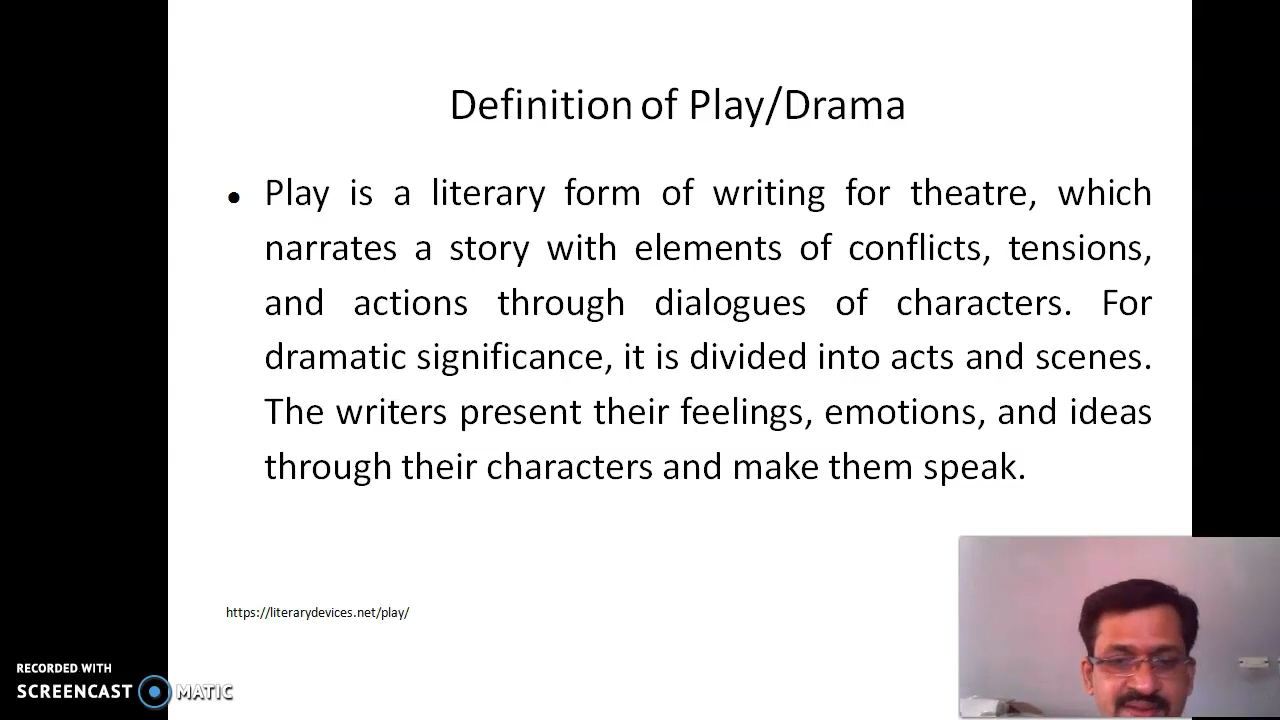 Definition of Play/Drama
• Play is a literary form of writing for theatre, which
narrates a story with elements of conflicts, tensions,
and actions through dialogues of characters. For
dramatic significance, it is divided into acts and scenes.
The writers present their feelings, emotions, and ideas
through their characters and make them speak.
https://literarydevices.net/play/
RECORDED WITH
SCREENCAST MATIC